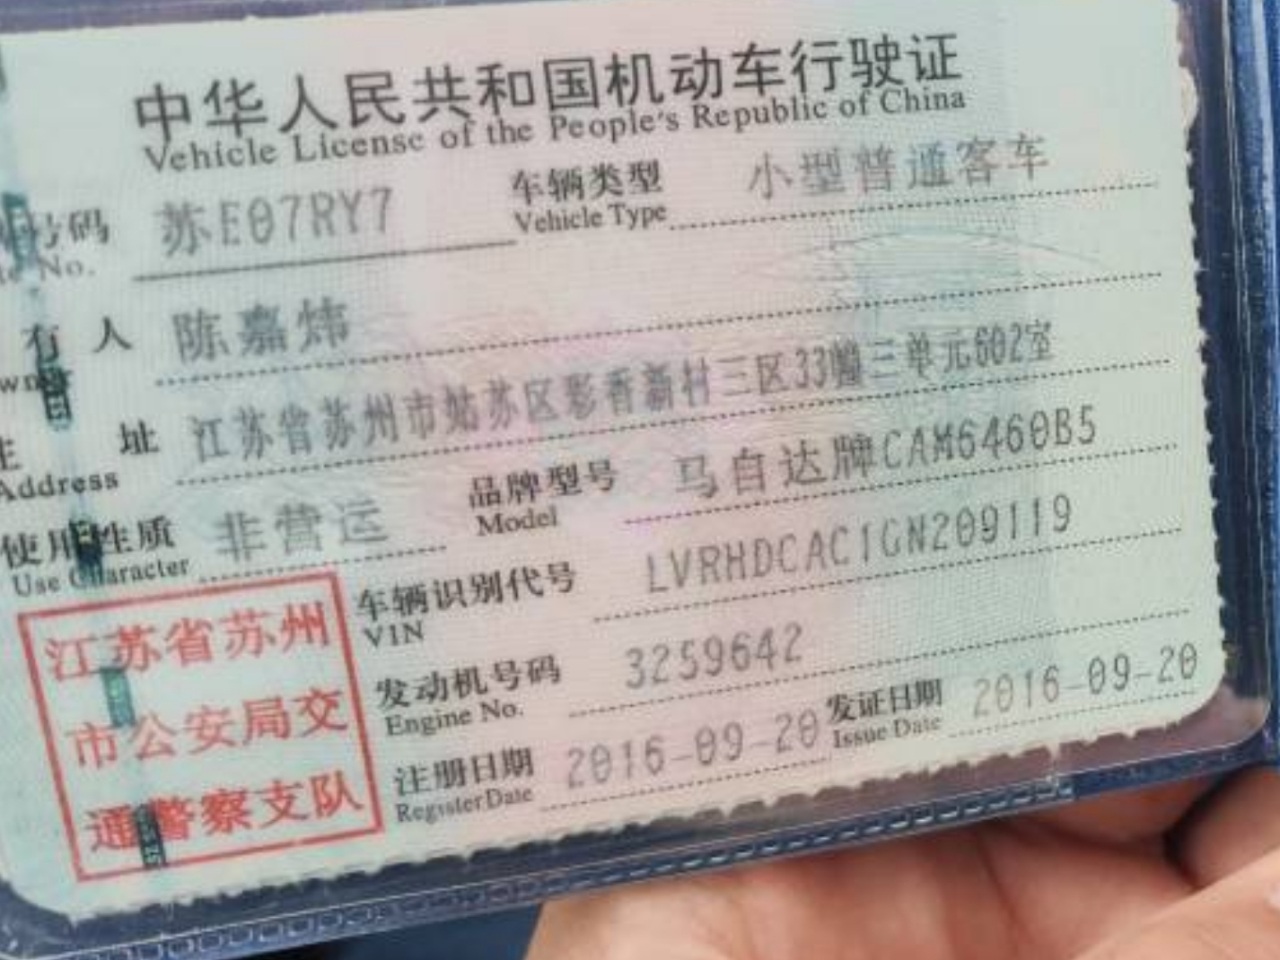 中华人民共和国机动车行驶证
Vehicle License of the People's Republic of China
号码 苏E07RY7 车辆类型 小型普通客车
No. Vehicle Type
有人 陈嘉炜
址 江苏省苏州市姑苏区彩香新村三区33幢三单元602室
Address
使用性质 非营运 品牌型号 马自达牌CAM6460B5
Use Character Model
车辆识别代号 LVRHDCAC1GN209119
VIN
发动机号码 3259642
Engine No.
注册日期 2016-09-20 发证日期 2016-09-20
Register Date Issue Date
江苏省苏州
市公安局交
通警察支队